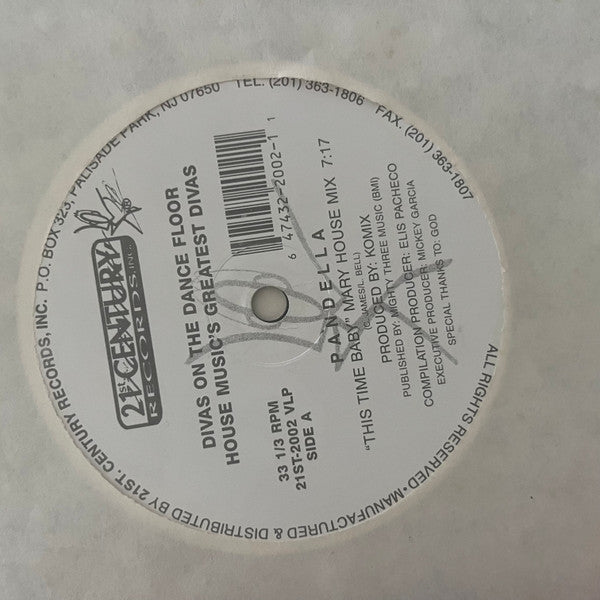 21st CENTURY
RECORDS, INC.
DIVAS ON THE DANCE FLOOR
HOUSE MUSIC'S GREATEST DIVAS
6 47432-2002-1 1
33 1/3 RPM
21ST-2002 VLP
SIDE A
PANDELLA
"THIS TIME BABY" MARY HOUSE MIX 7:17
(C. JAMES/L. BELL)
PRODUCED BY: KOMIX
PUBLISHED BY: MIGHTY THREE MUSIC (BMI)
COMPILATION PRODUCER: ELIS PACHECO
EXECUTIVE PRODUCER: MICKEY GARCIA
SPECIAL THANKS TO: GOD
ALL RIGHTS RESERVED • MANUFACTURED & DISTRIBUTED BY 21ST. CENTURY RECORDS, INC. P.O. BOX 323, PALISADE PARK, NJ 07650 TEL. (201) 363-1806 FAX. (201) 363-1807